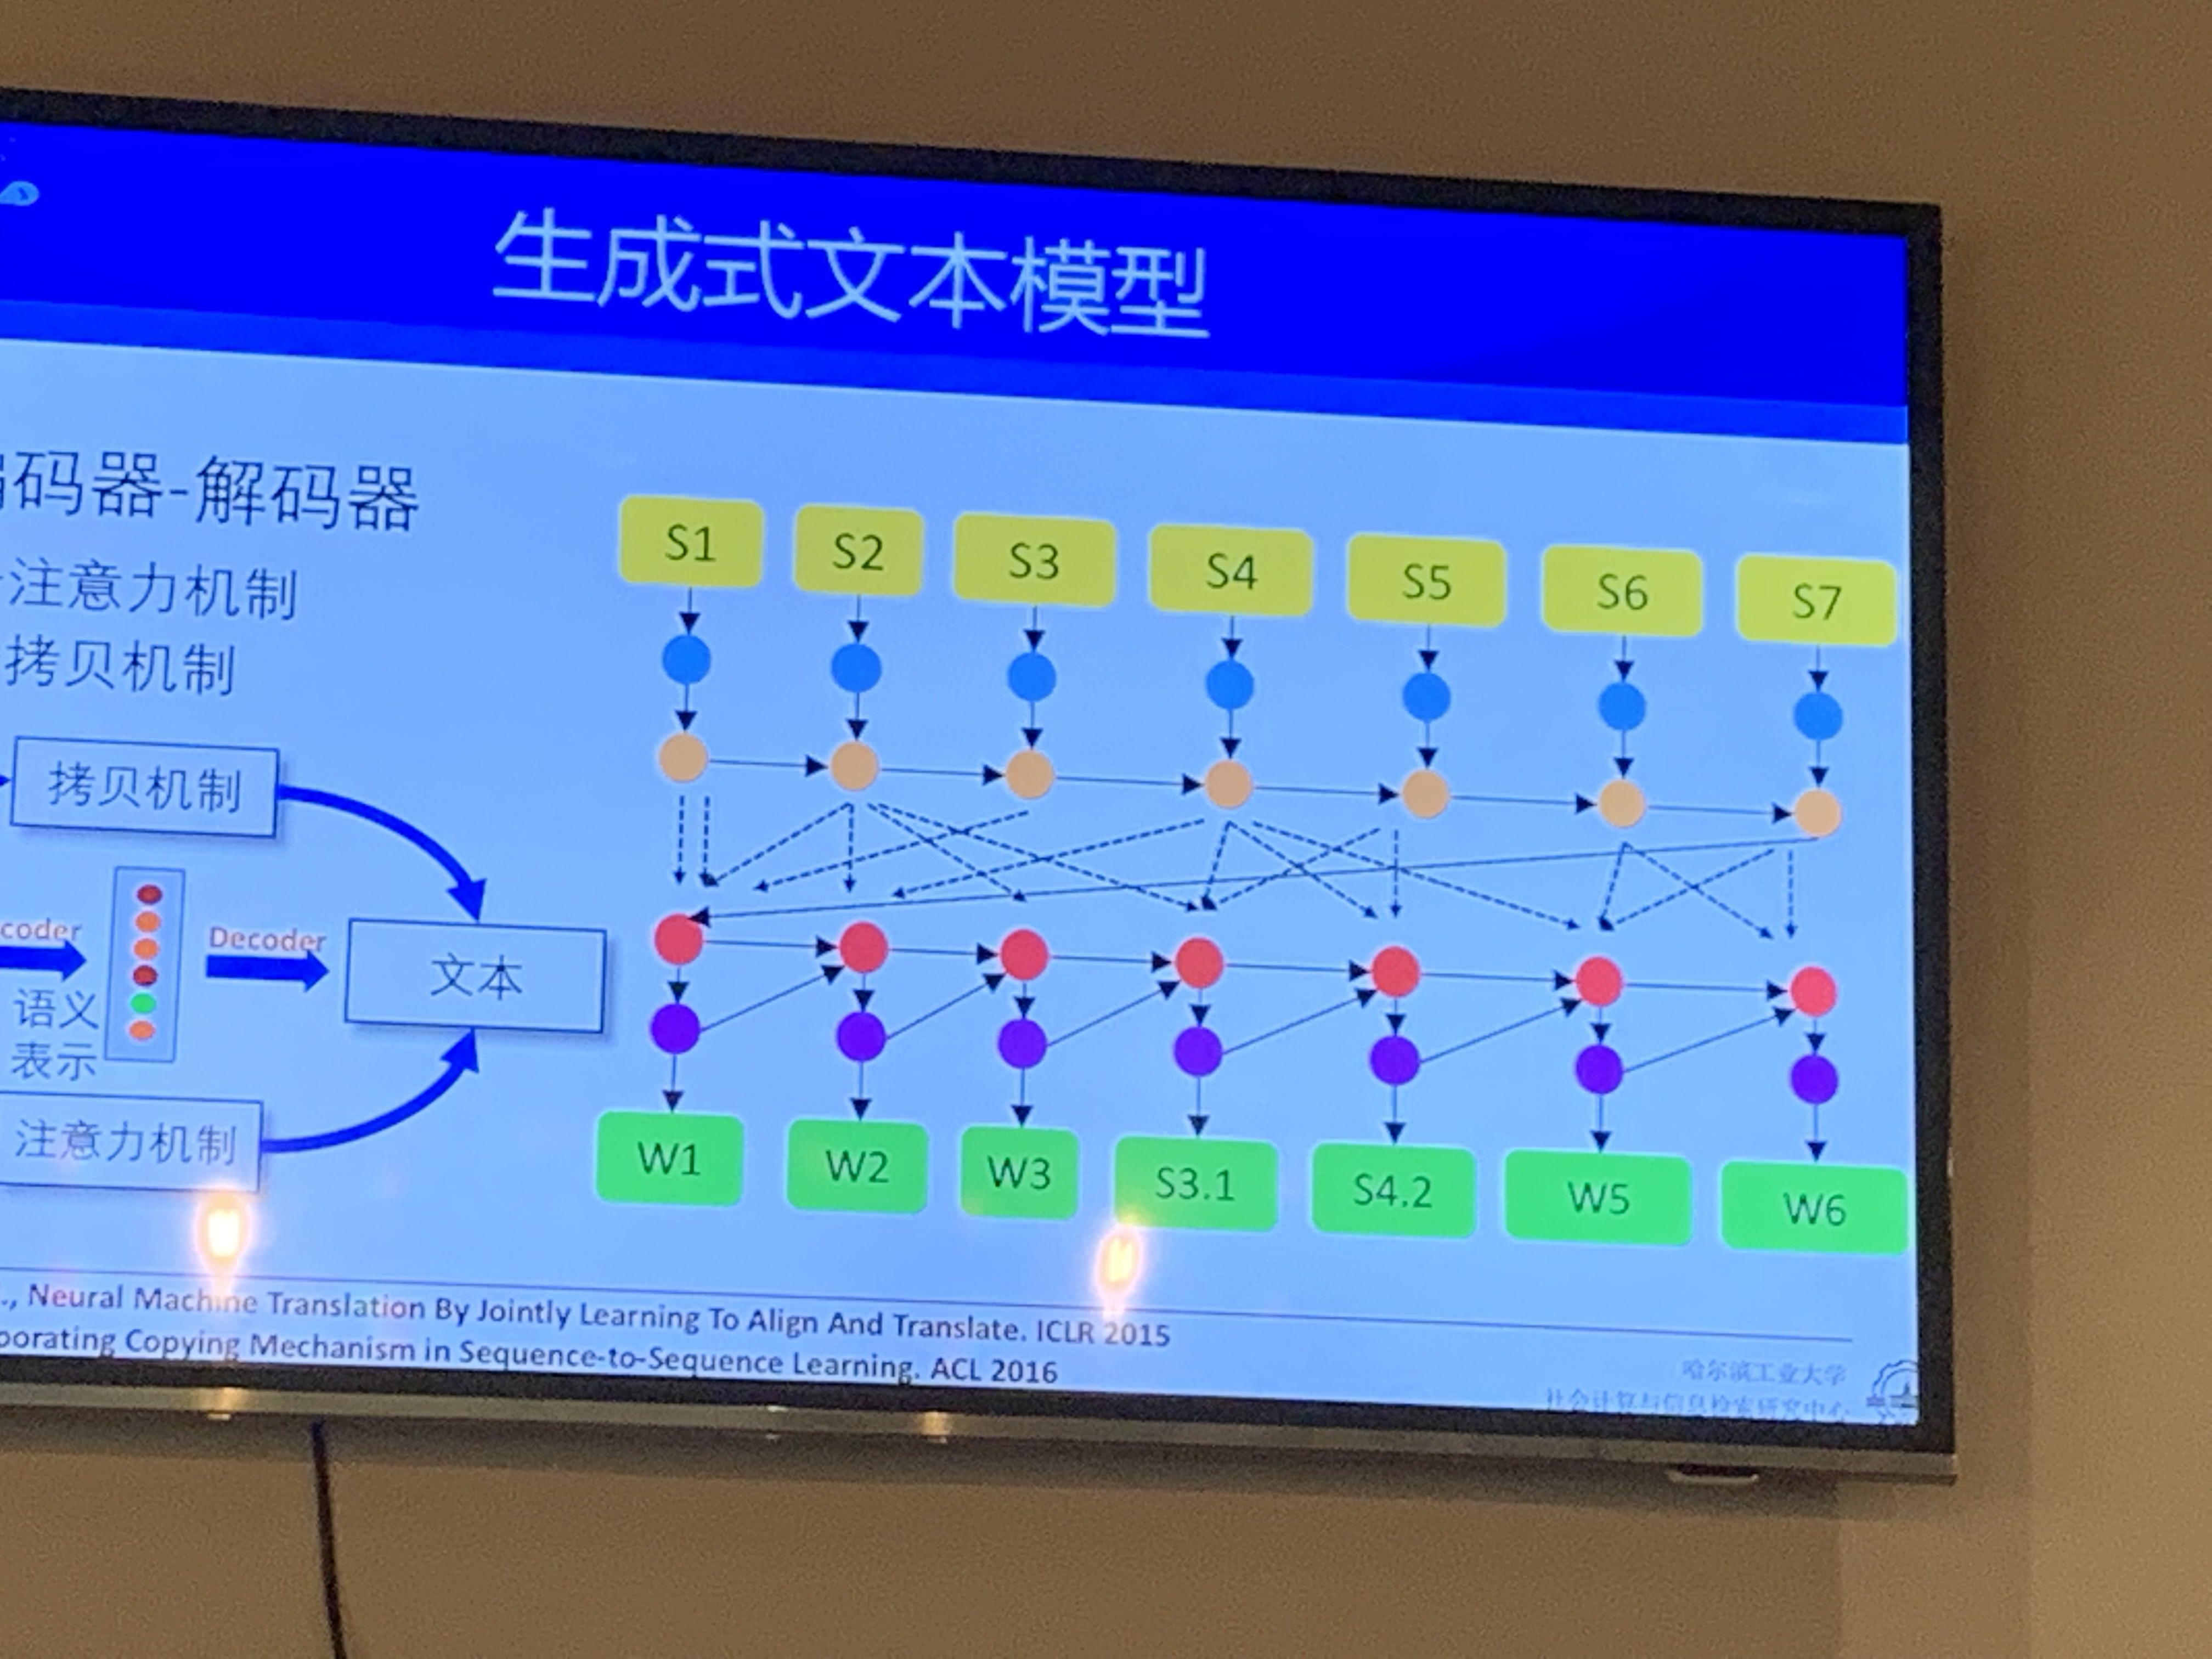 生成式文本模型
码器-解码器
注意力机制
拷贝机制
拷贝机制
coder
语义
表示
Decoder
文本
注意力机制
S1 S2 S3 S4 S5 S6 S7
W1 W2 W3 S3.1 S4.2 W5 W6
., Neural Machine Translation By Jointly Learning To Align And Translate. ICLR 2015
porating Copying Mechanism in Sequence-to-Sequence Learning. ACL 2016
哈尔滨工业大学
社会计算与信息检索研究中心